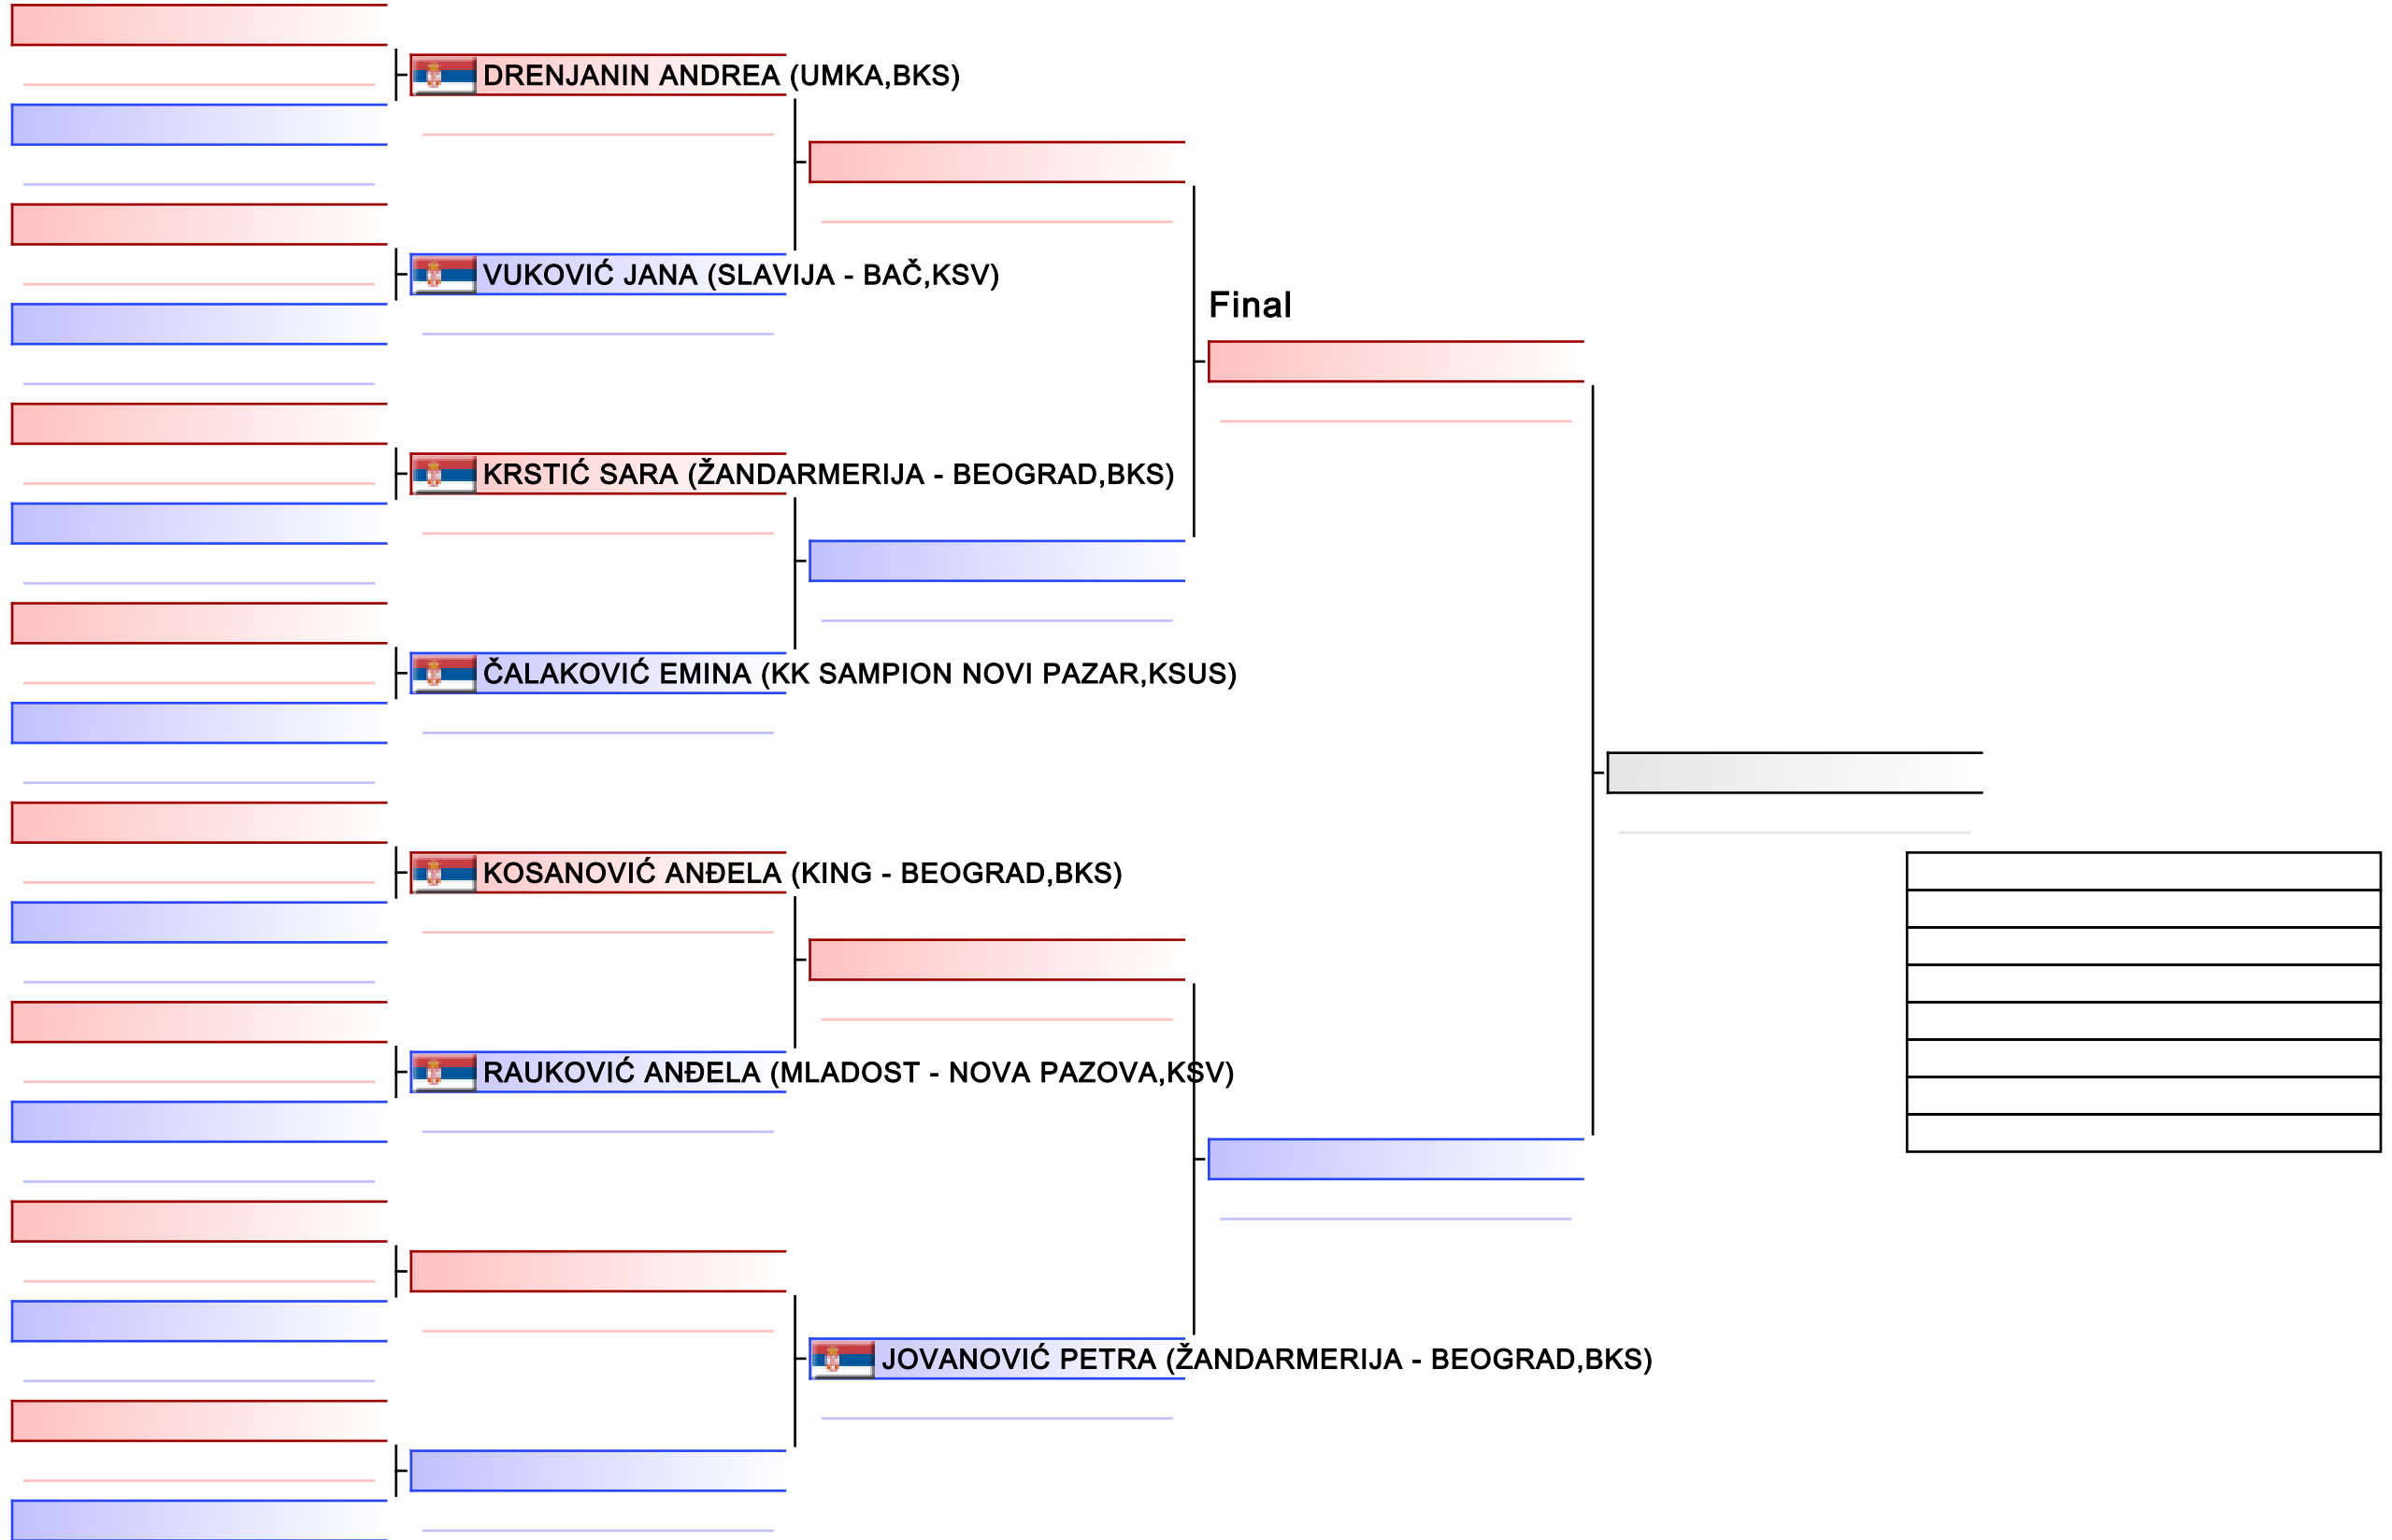 DRENJANIN ANDREA (UMKA,BKS)
VUKOVIĆ JANA (SLAVIJA - BAČ,KSV)
Final
KRSTIĆ SARA (ŽANDARMERIJA - BEOGRAD,BKS)
ČALAKOVIĆ EMINA (KK SAMPION NOVI PAZAR,KSUS)
KOSANOVIĆ ANĐELA (KING - BEOGRAD,BKS)
RAUKOVIĆ ANĐELA (MLADOST - NOVA PAZOVA,KSV)
JOVANOVIĆ PETRA (ŽANDARMERIJA - BEOGRAD,BKS)